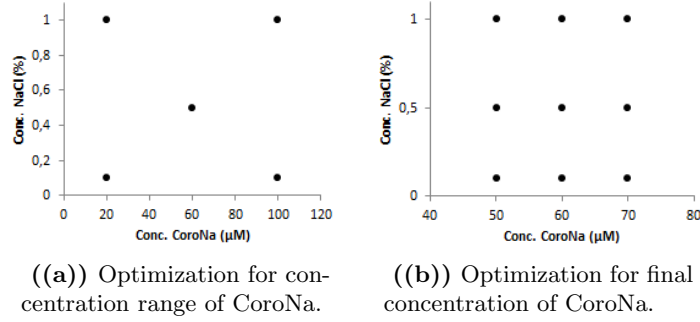 Conc. NaCl (%)
1
0,8
0,6
0,4
0,2
0
0 20 40 60 80 100 120
Conc. CoroNa (µM)
((a)) Optimization for con-
centration range of CoroNa.
Conc. NaCl (%)
1
0,5
0
40 50 60 70 80
Conc. CoroNa (µM)
((b)) Optimization for final
concentration of CoroNa.